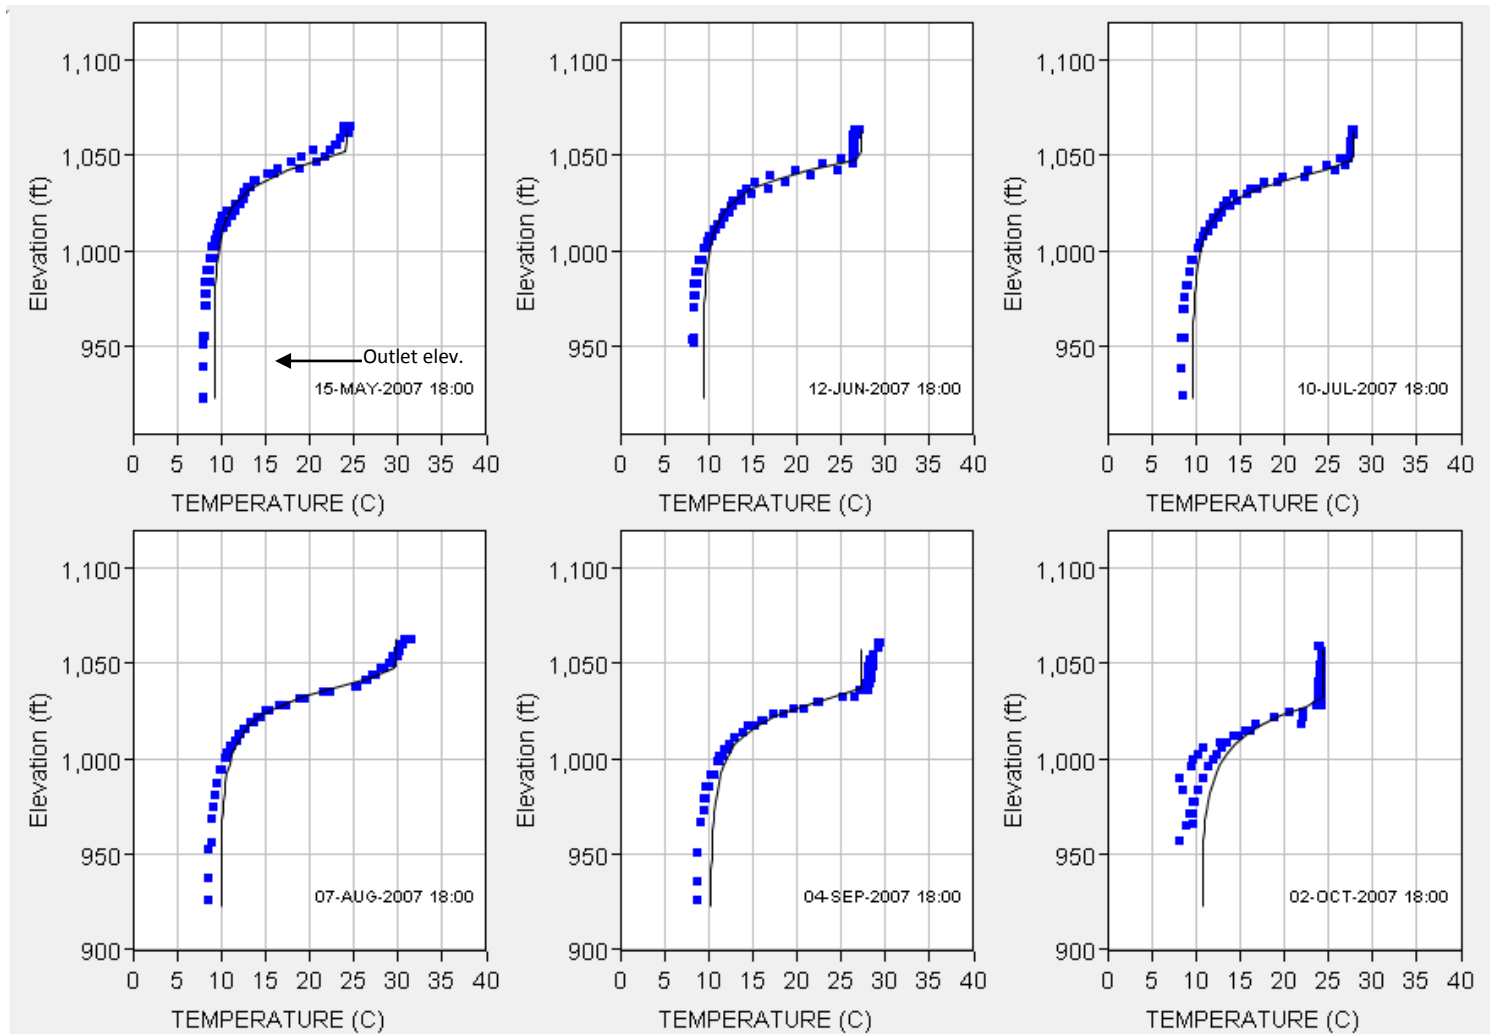 1,100
1,050
1,000
950
Elevation (ft)
Outlet elev.
15-MAY-2007 18:00
0 5 10 15 20 25 30 35 40
TEMPERATURE (C)
1,100
1,050
1,000
950
Elevation (ft)
12-JUN-2007 18:00
0 5 10 15 20 25 30 35 40
TEMPERATURE (C)
1,100
1,050
1,000
950
Elevation (ft)
10-JUL-2007 18:00
0 5 10 15 20 25 30 35 40
TEMPERATURE (C)
1,100
1,050
1,000
950
900
Elevation (ft)
07-AUG-2007 18:00
0 5 10 15 20 25 30 35 40
TEMPERATURE (C)
1,100
1,050
1,000
950
900
Elevation (ft)
04-SEP-2007 18:00
0 5 10 15 20 25 30 35 40
TEMPERATURE (C)
1,100
1,050
1,000
950
900
Elevation (ft)
02-OCT-2007 18:00
0 5 10 15 20 25 30 35 40
TEMPERATURE (C)